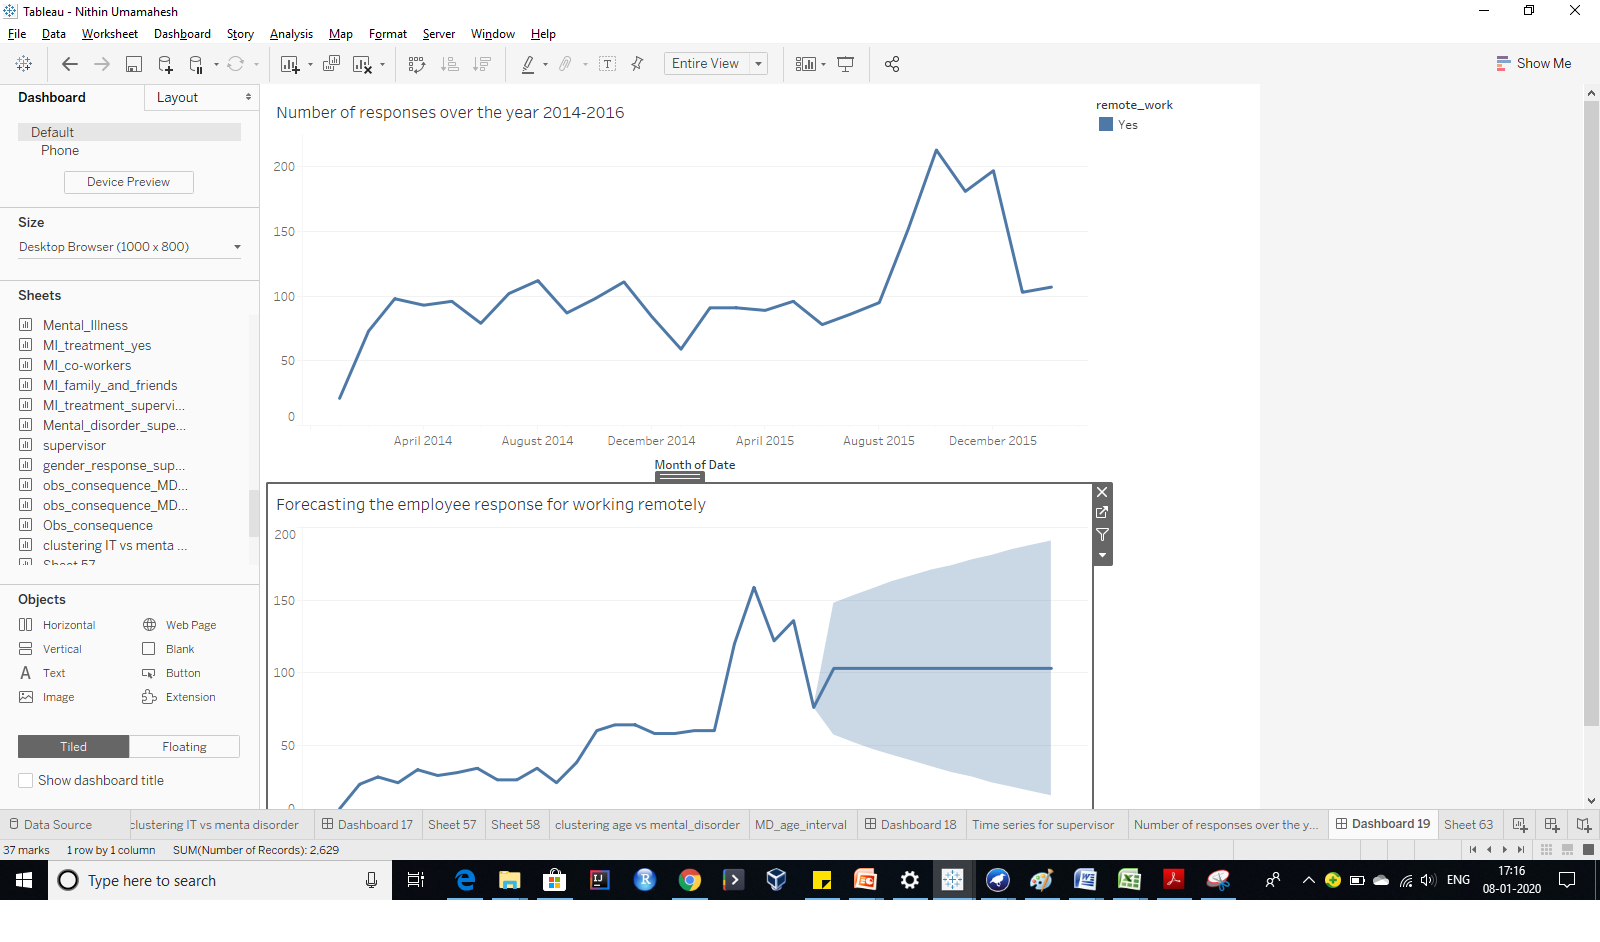 Tableau - Nithin Umamahesh
File Data Worksheet Dashboard Story Analysis Map Format Server Window Help
Entire View
Show Me
Dashboard Layout
Default
Phone
Device Preview
Size
Desktop Browser (1000 x 800)
Sheets
Mental_Illness
MI_treatment_yes
MI_co-workers
MI_family_and_friends
MI_treatment_supervi...
Mental_disorder_supe...
supervisor
gender_response_sup...
obs_consequence_MD...
obs_consequence_MD...
Obs_consequence
clustering IT vs menta ...
Sheet 57
Objects
Horizontal Web Page
Vertical Blank
A Text Button
Image Extension
Tiled Floating
Show dashboard title
Number of responses over the year 2014-2016
200
150
100
50
0
April 2014 August 2014 December 2014 April 2015 August 2015 December 2015
Month of Date
remote_work
Yes
Forecasting the employee response for working remotely
200
150
100
50
0
Data Source clustering IT vs menta disorder Dashboard 17 Sheet 57 Sheet 58 clustering age vs mental_disorder MD_age_interval Dashboard 18 Time series for supervisor Number of responses over the y... Dashboard 19 Sheet 63
37 marks 1 row by 1 column SUM(Number of Records): 2,629
Type here to search
ENG
17:16
08-01-2020